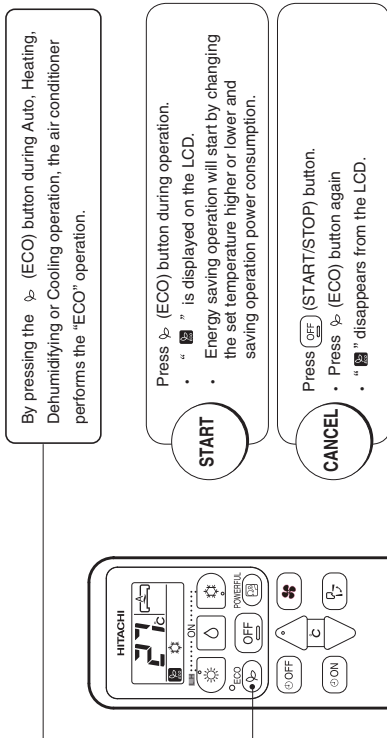 By pressing the (ECO) button during Auto, Heating,
Dehumidifying or Cooling operation, the air conditioner
performs the “ECO” operation.
START
Press (ECO) button during operation.
• “ ” is displayed on the LCD.
• Energy saving operation will start by changing
the set temperature higher or lower and
saving operation power consumption.
CANCEL
Press OFF (START/STOP) button.
• Press (ECO) button again
• “ ” disappears from the LCD.
HITACHI
27°C
A
ON
ECO
OFF
POWERFUL
OFF
°C
ON